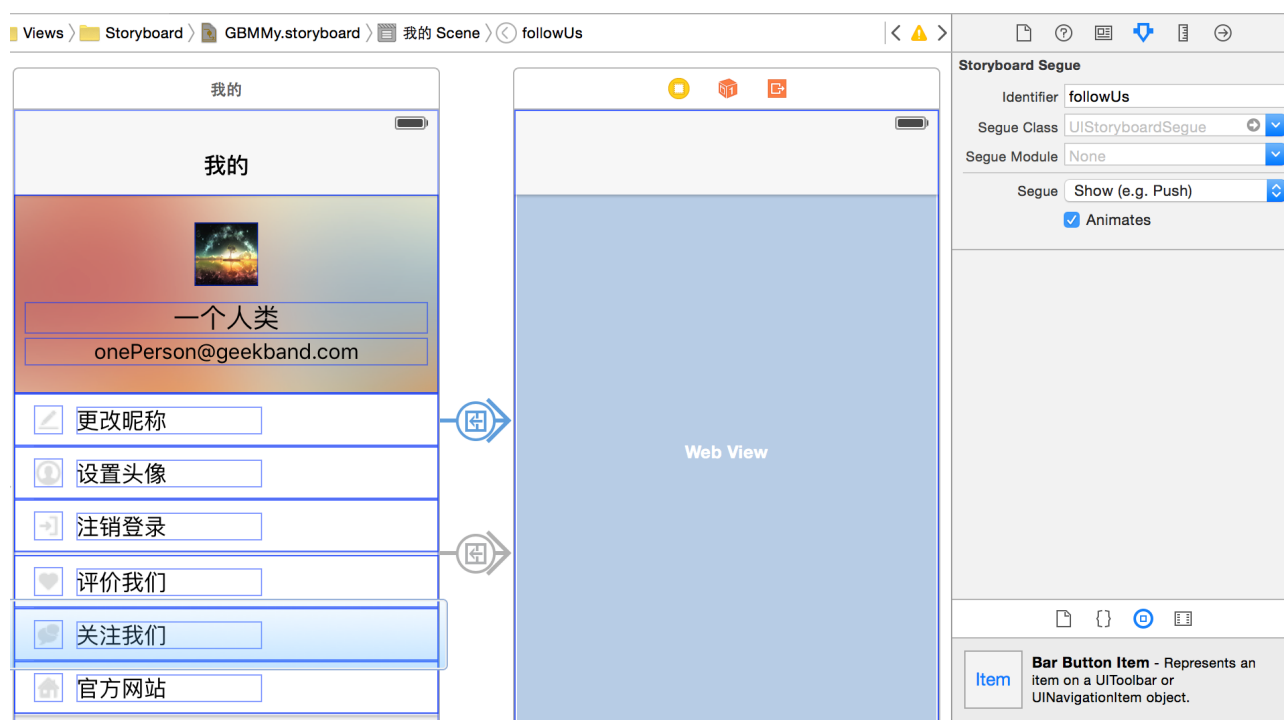 Views Storyboard GBMMy.storyboard 我的 Scene followUs
我的
我的
一个人类
onePerson@geekband.com
更改昵称
设置头像
注销登录
评价我们
关注我们
官方网站
Web View
Storyboard Segue
Identifier followUs
Segue Class UIStoryboardSegue
Segue Module None
Segue Show (e.g. Push)
Animates
{}
Item
Bar Button Item - Represents an
item on a UIToolbar or
UINavigationItem object.